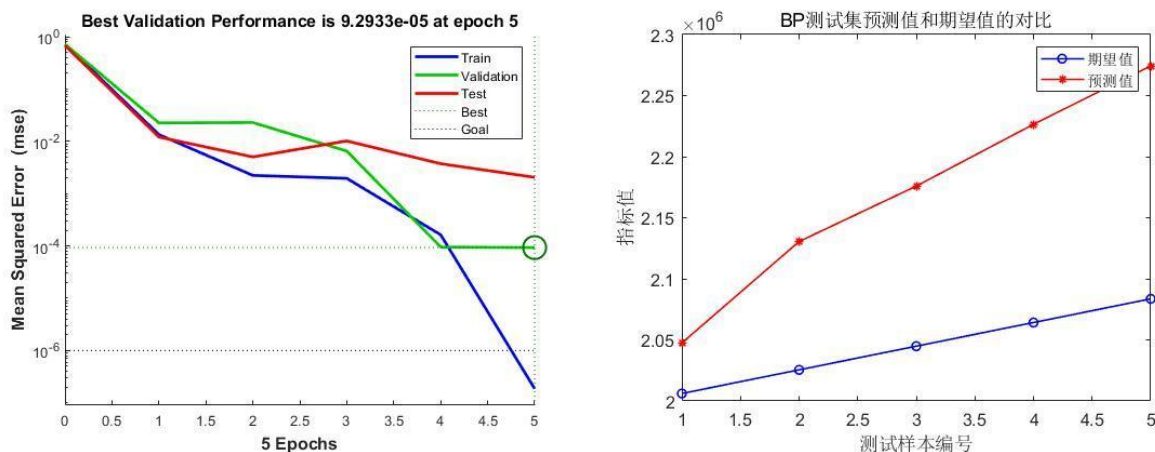 Best Validation Performance is 9.2933e-05 at epoch 5
10^0
10^-2
10^-4
10^-6
Mean Squared Error (mse)
Train
Validation
Test
Best
Goal
0 0.5 1 1.5 2 2.5 3 3.5 4 4.5 5
5 Epochs
BP测试集预测值和期望值的对比
×10^6
2.3
2.25
2.2
2.15
2.1
2.05
2
指标值
期望值
预测值
1 1.5 2 2.5 3 3.5 4 4.5 5
测试样本编号